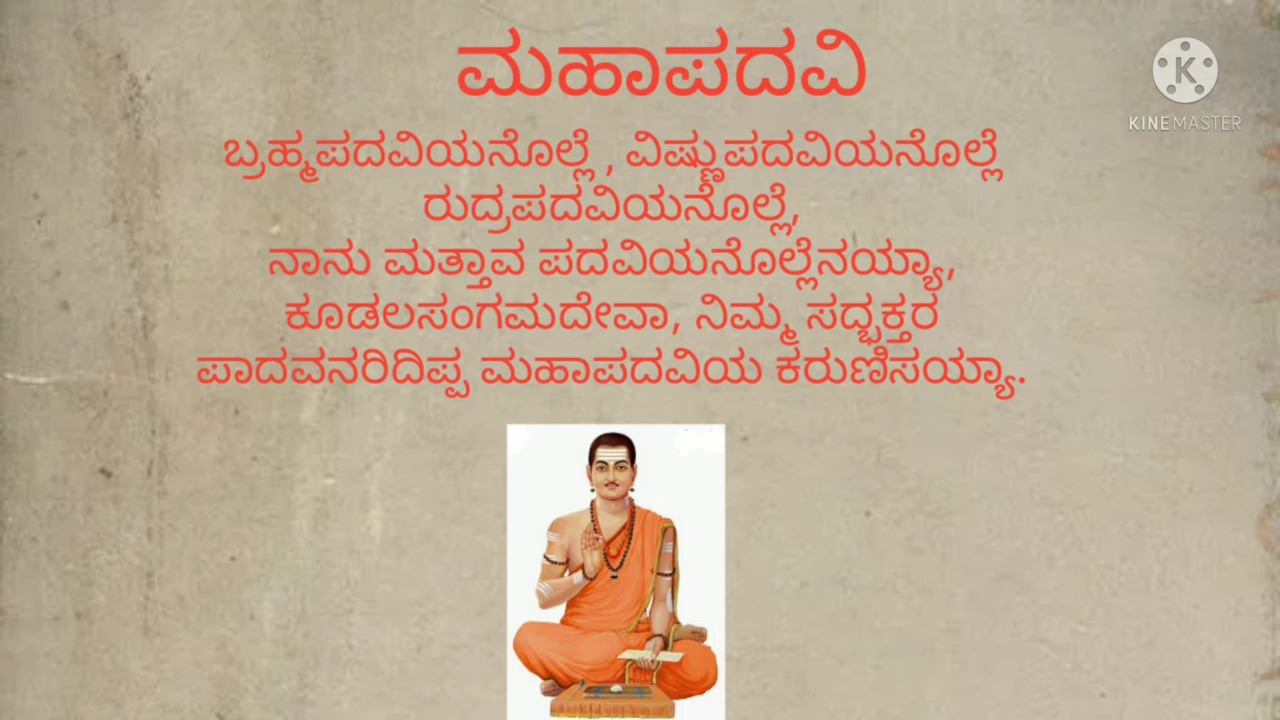 ಮಹಾಪದವಿ
K
KINEMASTER
ಬ್ರಹ್ಮಪದವಿಯನೊಲ್ಲೆ , ವಿಷ್ಣುಪದವಿಯನೊಲ್ಲೆ
ರುದ್ರಪದವಿಯನೊಲ್ಲೆ,
ನಾನು ಮತ್ತಾವ ಪದವಿಯನೊಲ್ಲೆನಯ್ಯಾ,
ಕೂಡಲಸಂಗಮದೇವಾ, ನಿಮ್ಮ ಸದ್ಭಕ್ತರ
ಪಾದವನರಿದಿಪ್ಪ ಮಹಾಪದವಿಯ ಕರುಣಿಸಯ್ಯಾ.